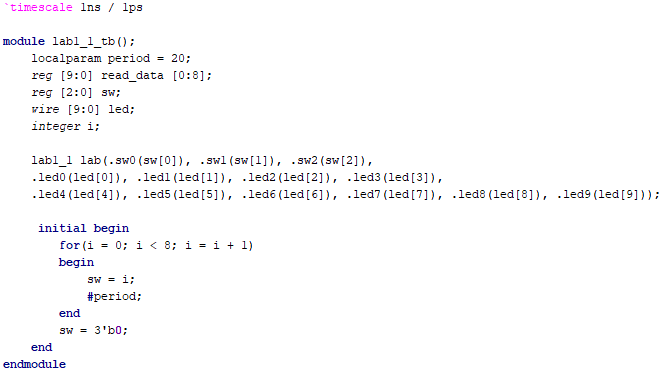 `timescale 1ns / 1ps
module lab1_1_tb();
localparam period = 20;
reg [9:0] read_data [0:8];
reg [2:0] sw;
wire [9:0] led;
integer i;
lab1_1 lab(.sw0(sw[0]), .sw1(sw[1]), .sw2(sw[2]),
.led0(led[0]), .led1(led[1]), .led2(led[2]), .led3(led[3]),
.led4(led[4]), .led5(led[5]), .led6(led[6]), .led7(led[7]), .led8(led[8]), .led9(led[9]));
initial begin
for(i = 0; i < 8; i = i + 1)
begin
sw = i;
#period;
end
sw = 3'b0;
end
endmodule